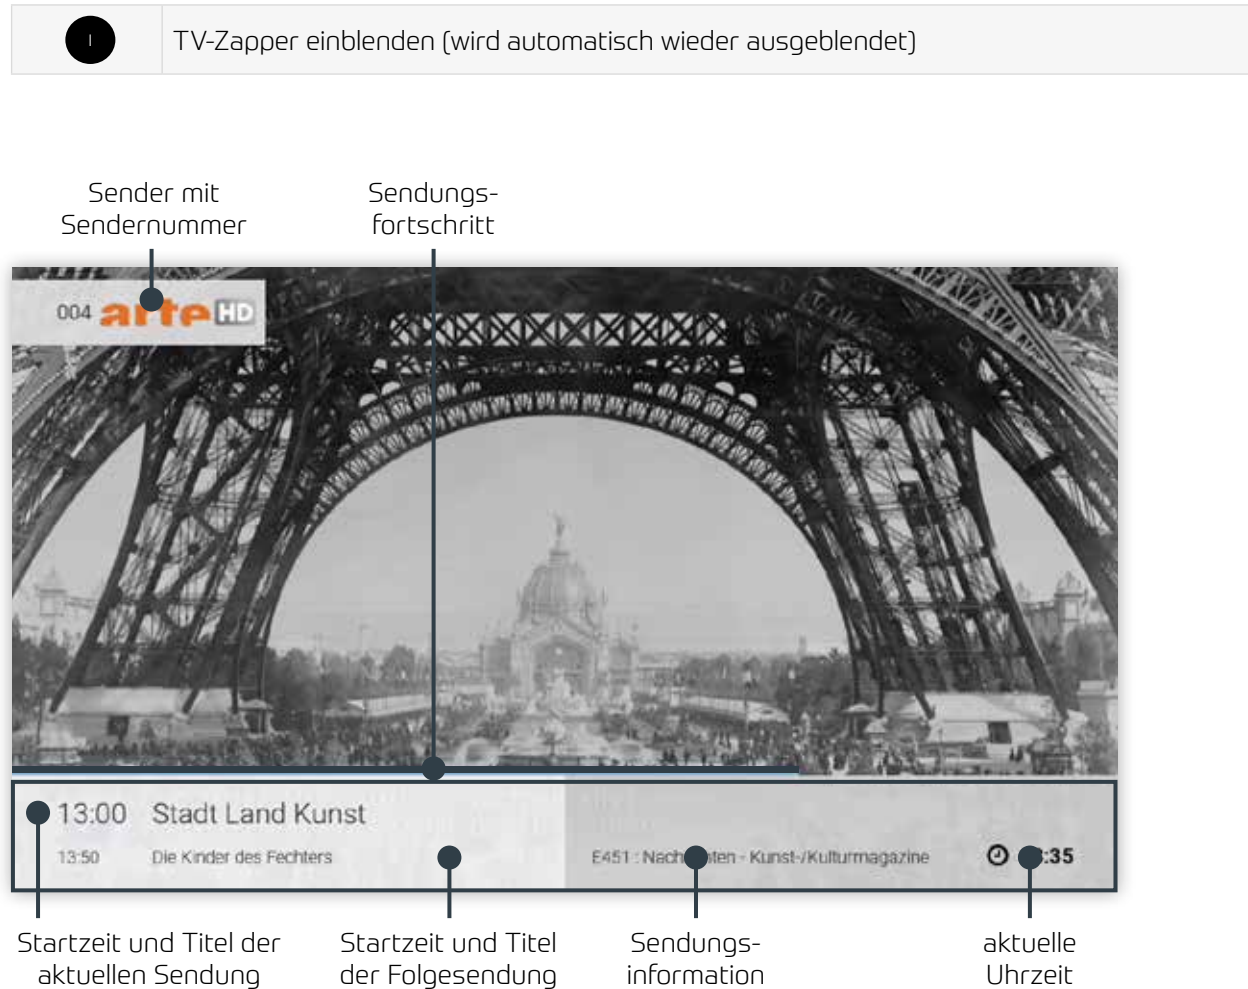 I
TV-Zapper einblenden (wird automatisch wieder ausgeblendet)
Sender mit
Sendernummer
Sendungs-
fortschritt
004 arte HD
13:00 Stadt Land Kunst
13:50 Die Kinder des Fechters
E451 : - Kunst-/Kulturmagazine
:35
Startzeit und Titel der
aktuellen Sendung
Startzeit und Titel
der Folgesendung
Sendungs-
information
aktuelle
Uhrzeit